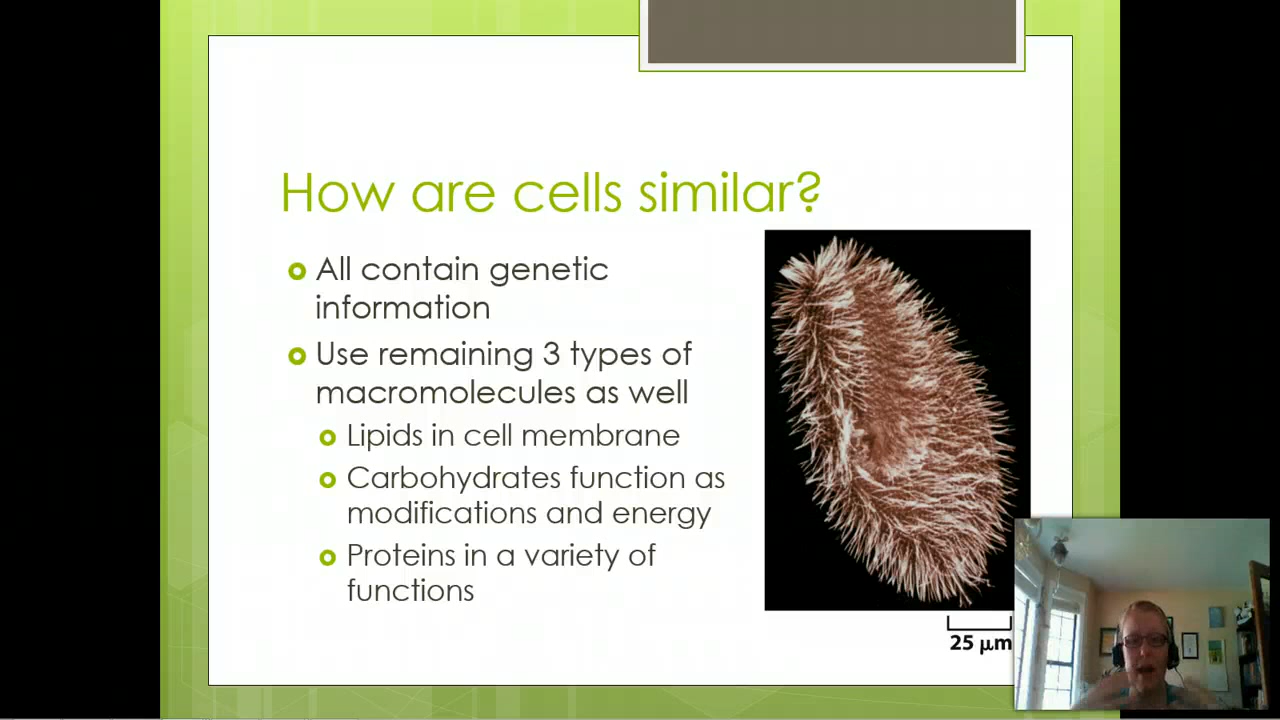 How are cells similar?
All contain genetic
information
Use remaining 3 types of
macromolecules as well
Lipids in cell membrane
Carbohydrates function as
modifications and energy
Proteins in a variety of
functions
25 μm